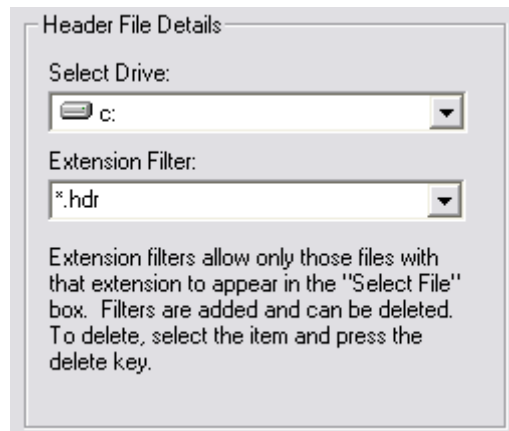 Header File Details
Select Drive:
c:
Extension Filter:
*.hdr
Extension filters allow only those files with
that extension to appear in the "Select File"
box.  Filters are added and can be deleted.
To delete, select the item and press the
delete key.